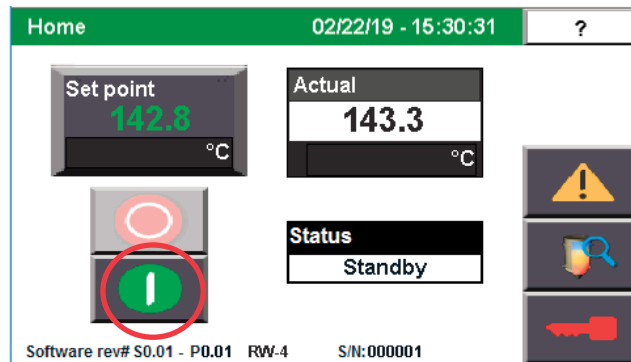 Home 02/22/19 - 15:30:31 ?
Set point
142.8
°C
Actual
143.3
°C
Status
Standby
Software rev# S0.01 - P0.01 RW-4 S/N:000001